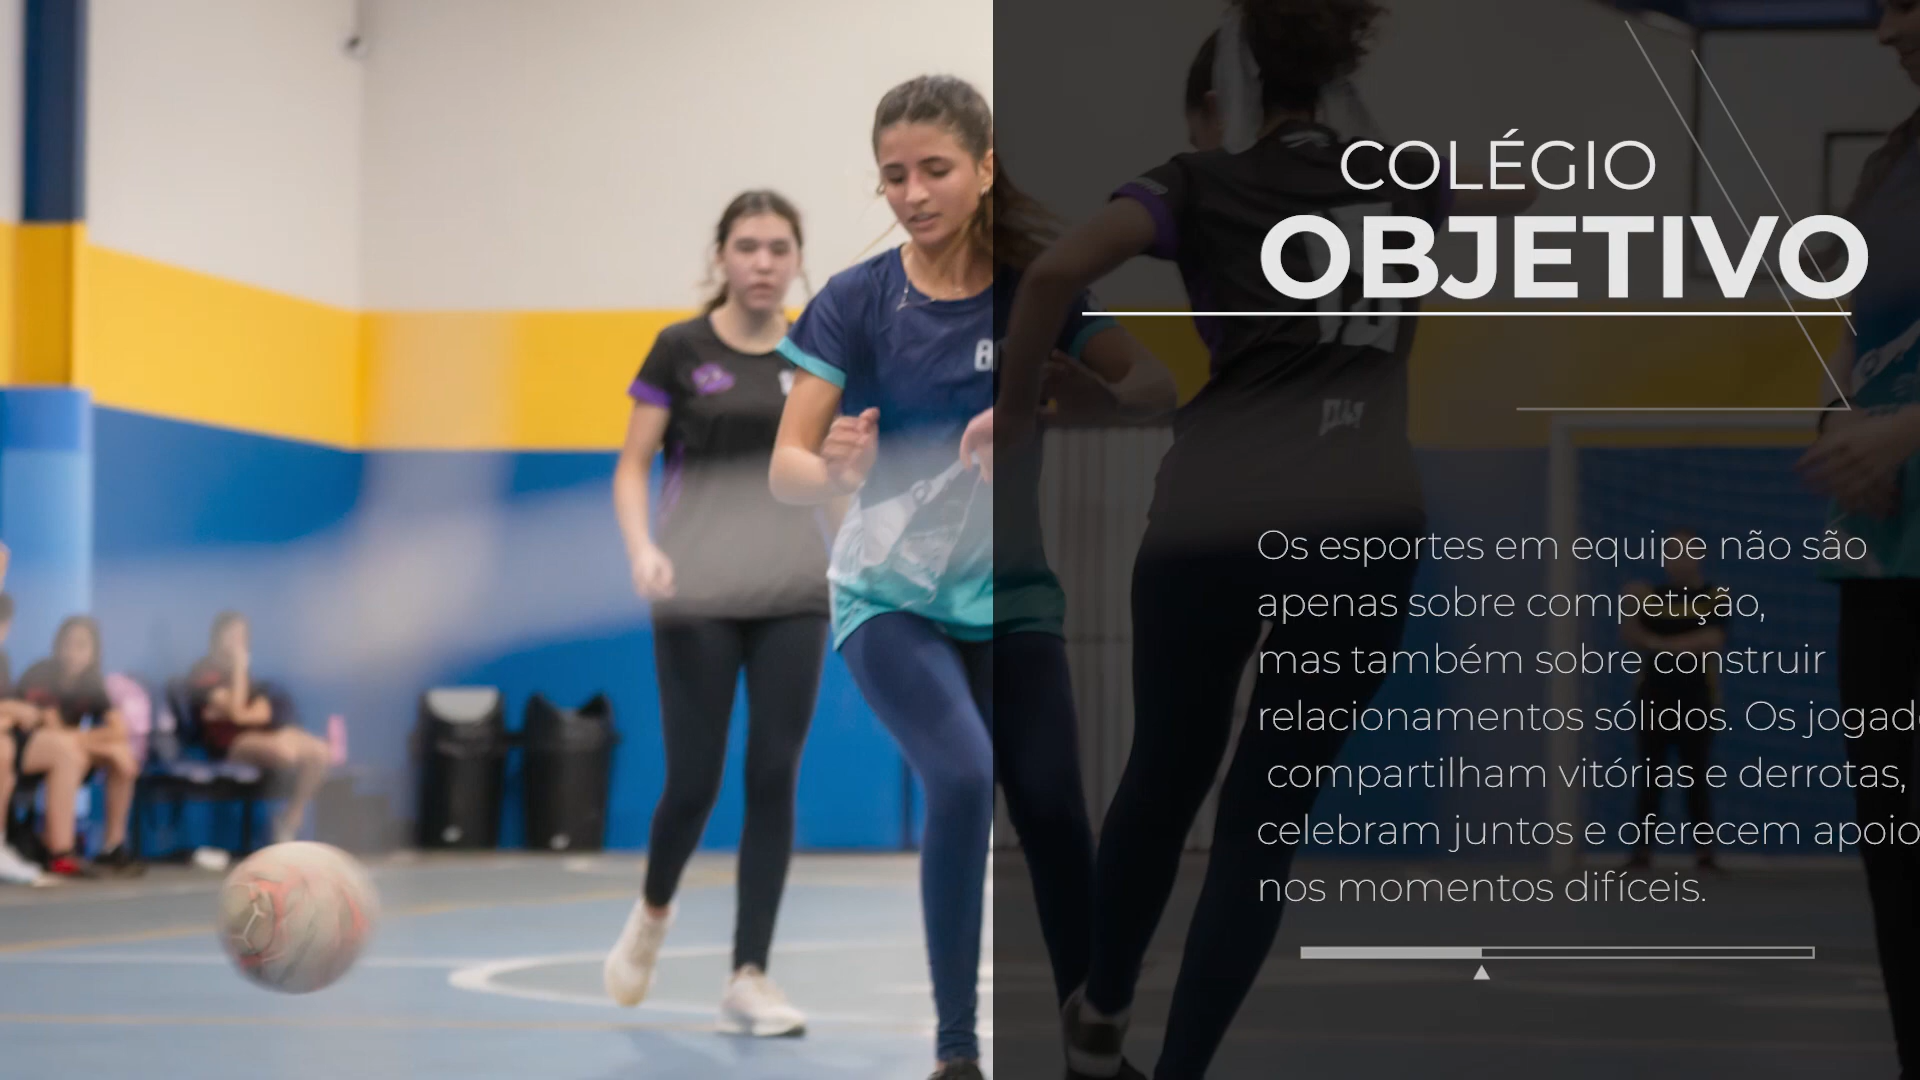 COLÉGIO
OBJETIVO
Os esportes em equipe não são
apenas sobre competição,
mas também sobre construir
relacionamentos sólidos. Os
compartilham vitórias e derrotas,
celebram juntos e oferecem apoio
nos momentos difíceis.